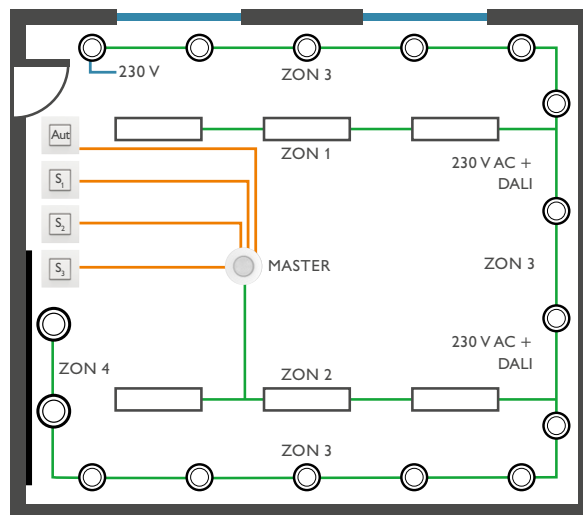 230 V
ZON 3
Aut
ZON 1
230 V AC +
DALI
S1
S2
S3
MASTER
ZON 3
230 V AC +
DALI
ZON 4
ZON 2
ZON 3